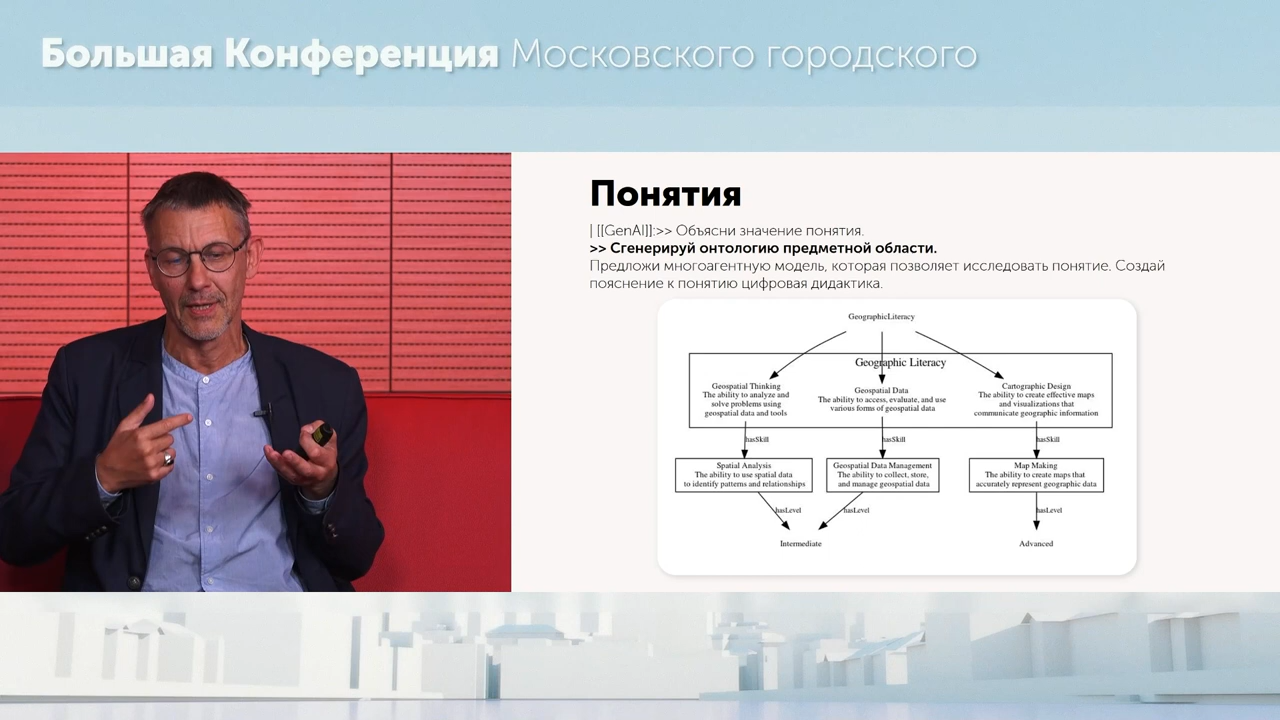 Большая Конференция Московского городского
Понятия
| [[GenAI]]:>> Объясни значение понятия.
>> Сгенерируй онтологию предметной области.
Предложи многоагентную модель, которая позволяет исследовать понятие. Создай
пояснение к понятию цифровая дидактика.
GeographicLiteracy
Geographic Literacy
Geospatial Thinking
The ability to analyze and
solve problems using
geospatial data and tools
Geospatial Data
The ability to access, evaluate, and use
various forms of geospatial data
Cartographic Design
The ability to create effective maps
and visualizations that
communicate geographic information
hasSkill
hasSkill
hasSkill
Spatial Analysis
The ability to use spatial data
to identify patterns and relationships
Geospatial Data Management
The ability to collect, store,
and manage geospatial data
Map Making
The ability to create maps that
accurately represent geographic data
hasLevel
hasLevel
hasLevel
Intermediate
Advanced